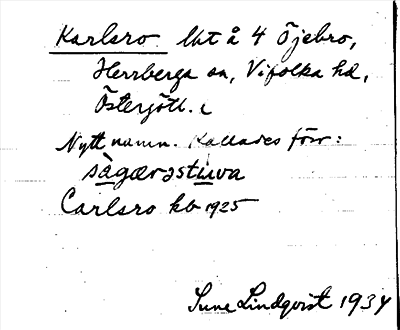 Karlsro lht å 4 Öjebro,
Herrberga sn, Vifolka hd,
Östergötl. l
Nytt namn. Kallades förr:
sàgærəstuva
Carlsro kb 1925
Sune Lindqvist 1934